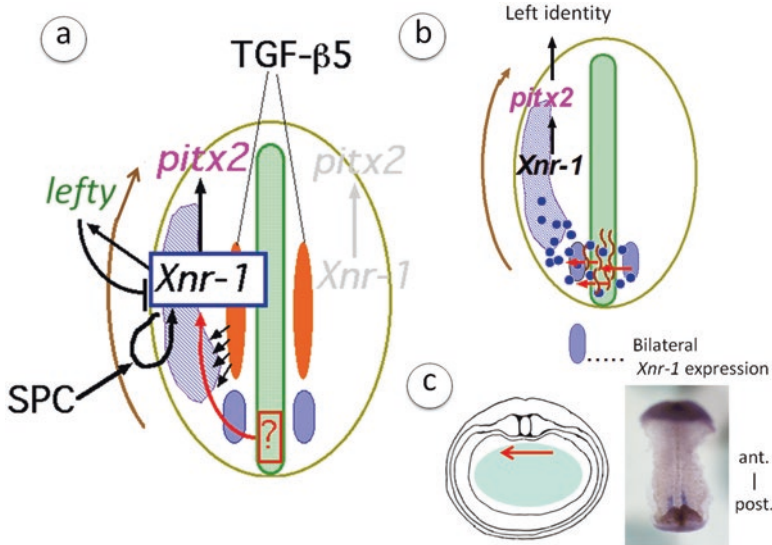 a
TGF-β5
pitx2
pitx2
lefty
Xnr-1
Xnr-1
SPC
?
b
Left identity
pitx2
Xnr-1
Bilateral
Xnr-1 expression
c
ant.
post.